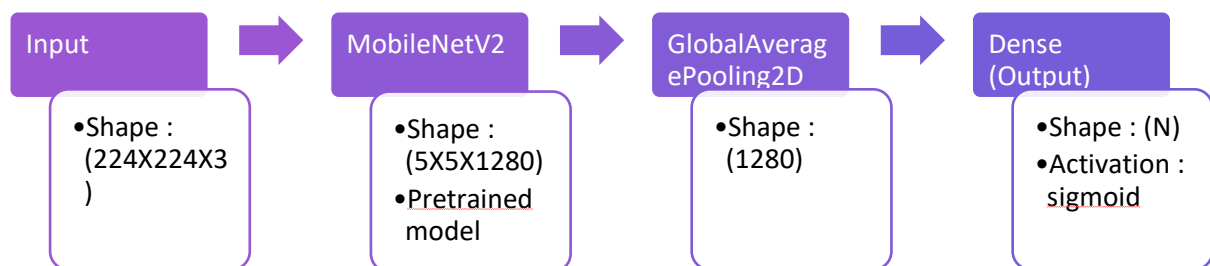 Input
•Shape :
(224X224X3
)
MobileNetV2
•Shape :
(5X5X1280)
•Pretrained
model
GlobalAverag
ePooling2D
•Shape :
(1280)
Dense
(Output)
•Shape : (N)
•Activation :
sigmoid